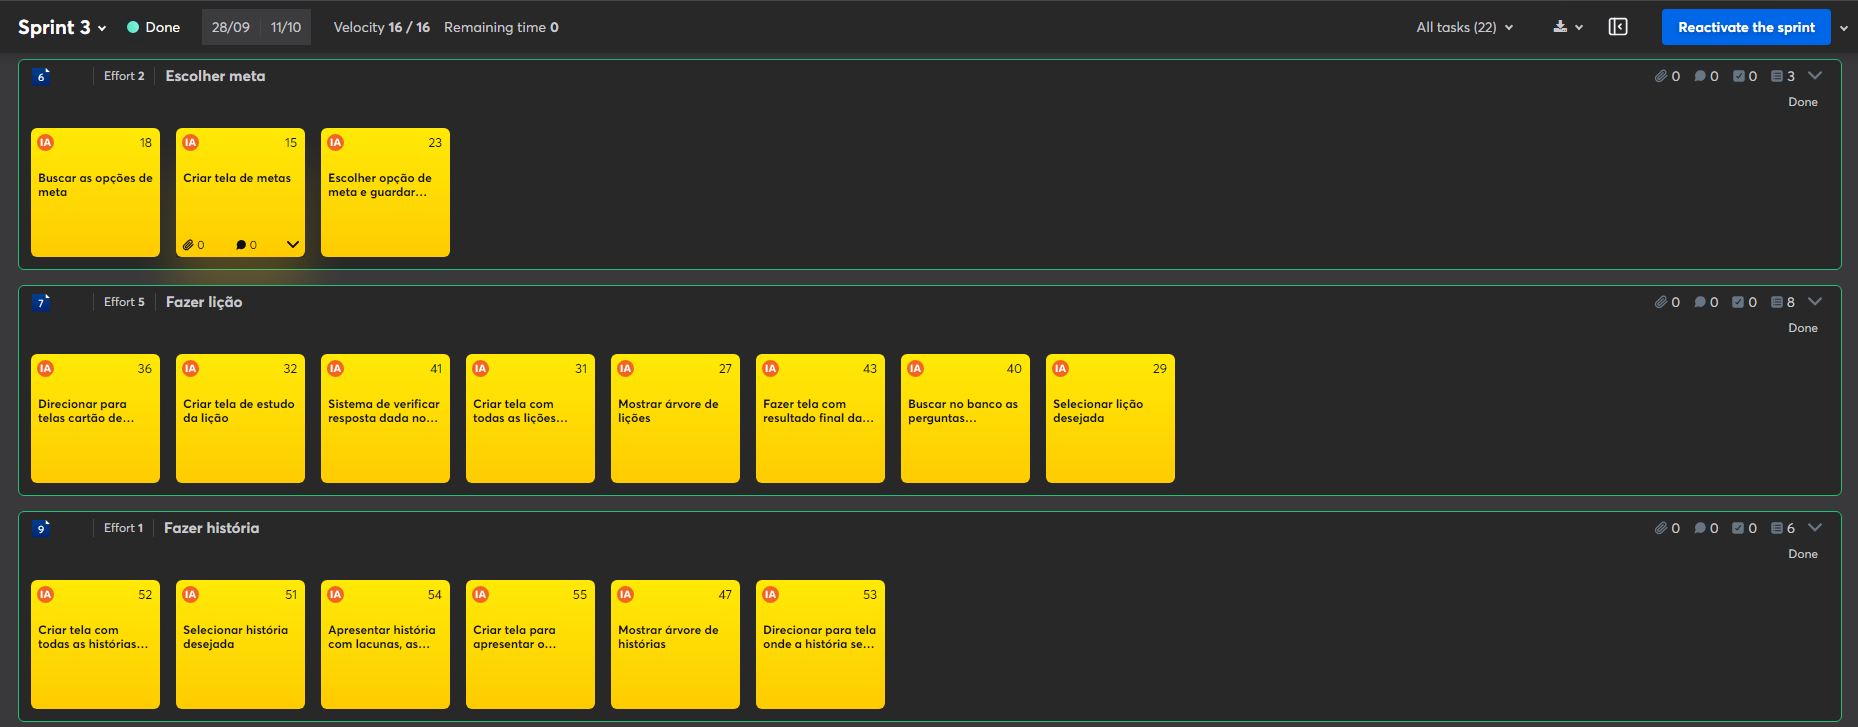 Sprint 3 Done 28/09 11/10 Velocity 16 / 16 Remaining time 0 All tasks (22) Reactivate the sprint
6 Effort 2 Escolher meta 0 0 0 3
Done
IA 18
Buscar as opções de
meta
IA 15
Criar tela de metas
0 0
IA 23
Escolher opção de
meta e guardar...
7 Effort 5 Fazer lição 0 0 0 8
Done
IA 36
Direcionar para
telas cartão de...
IA 32
Criar tela de estudo
da lição
IA 41
Sistema de verificar
resposta dada no...
IA 31
Criar tela com
todas as lições...
IA 27
Mostrar árvore de
lições
IA 43
Fazer tela com
resultado final da...
IA 40
Buscar no banco as
perguntas...
IA 29
Selecionar lição
desejada
9 Effort 1 Fazer história 0 0 0 6
Done
IA 52
Criar tela com
todas as histórias...
IA 51
Selecionar história
desejada
IA 54
Apresentar história
com lacunas, as...
IA 55
Criar tela para
apresentar o...
IA 47
Mostrar árvore de
histórias
IA 53
Direcionar para tela
onde a história se...